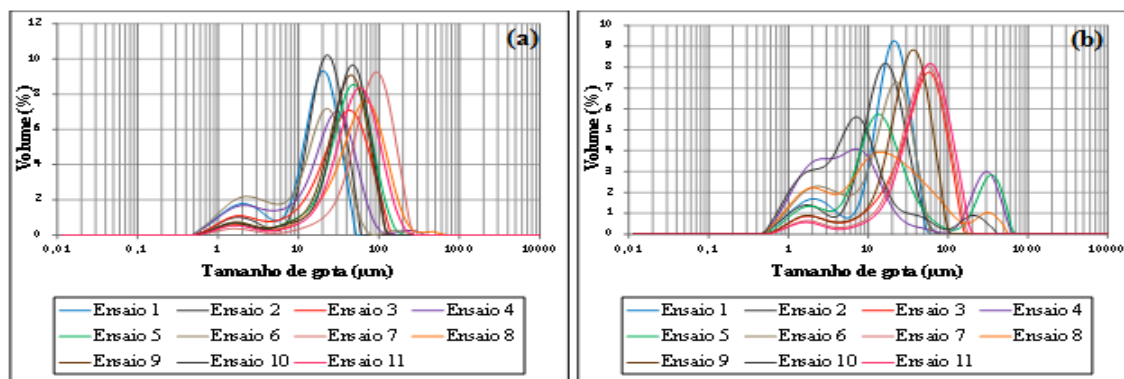 (a)
Volume (%)
12
10
8
6
4
2
0
0,01 0,1 1 10 100 1000 10000
Tamanho de gota (μm)
Ensaio 1 Ensaio 2 Ensaio 3 Ensaio 4
Ensaio 5 Ensaio 6 Ensaio 7 Ensaio 8
Ensaio 9 Ensaio 10 Ensaio 11
(b)
Volume (%)
10
9
8
7
6
5
4
3
2
1
0
0,01 0,1 1 10 100 1000 10000
Tamanho de gota (μm)
Ensaio 1 Ensaio 2 Ensaio 3 Ensaio 4
Ensaio 5 Ensaio 6 Ensaio 7 Ensaio 8
Ensaio 9 Ensaio 10 Ensaio 11